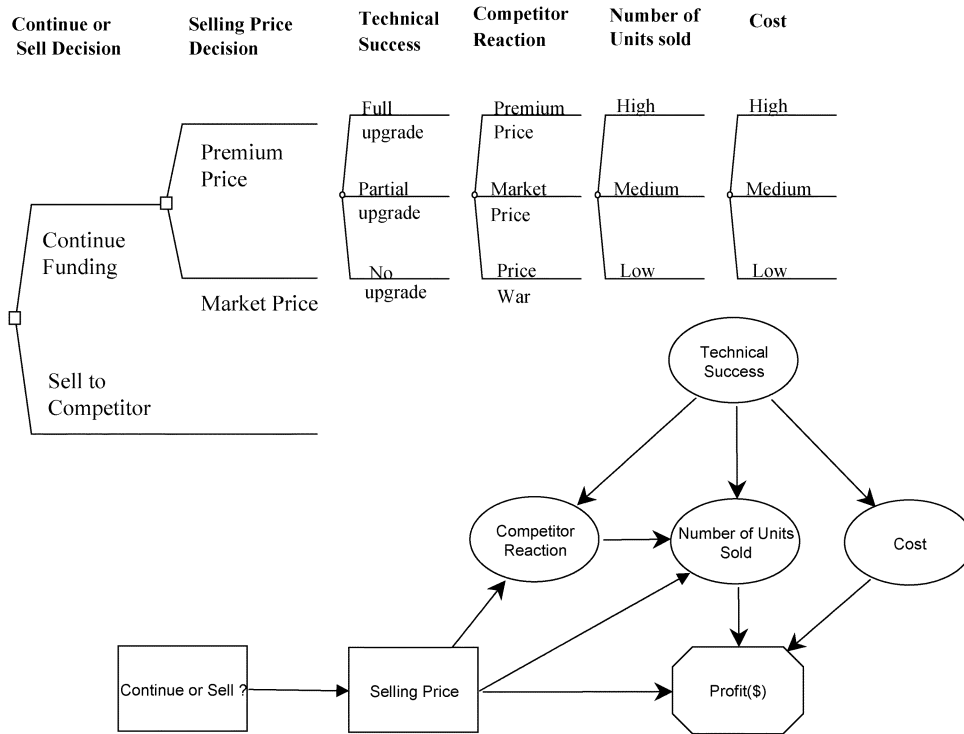 Continue or
Sell Decision
Selling Price
Decision
Technical
Success
Competitor
Reaction
Number of
Units sold
Cost
Premium
Price
Continue
Funding
Market Price
Sell to
Competitor
Full
upgrade
Partial
upgrade
No
upgrade
Premium
Price
Market
Price
Price
War
High
Medium
Low
High
Medium
Low
Technical
Success
Competitor
Reaction
Number of Units
Sold
Cost
Continue or Sell ?
Selling Price
Profit($)